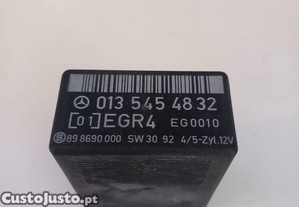 013 545 48 32
[01] EGR4 EG0010
89 8690 000 SW 30 92 4/5-Zyl.12V
CustoJusto.pt